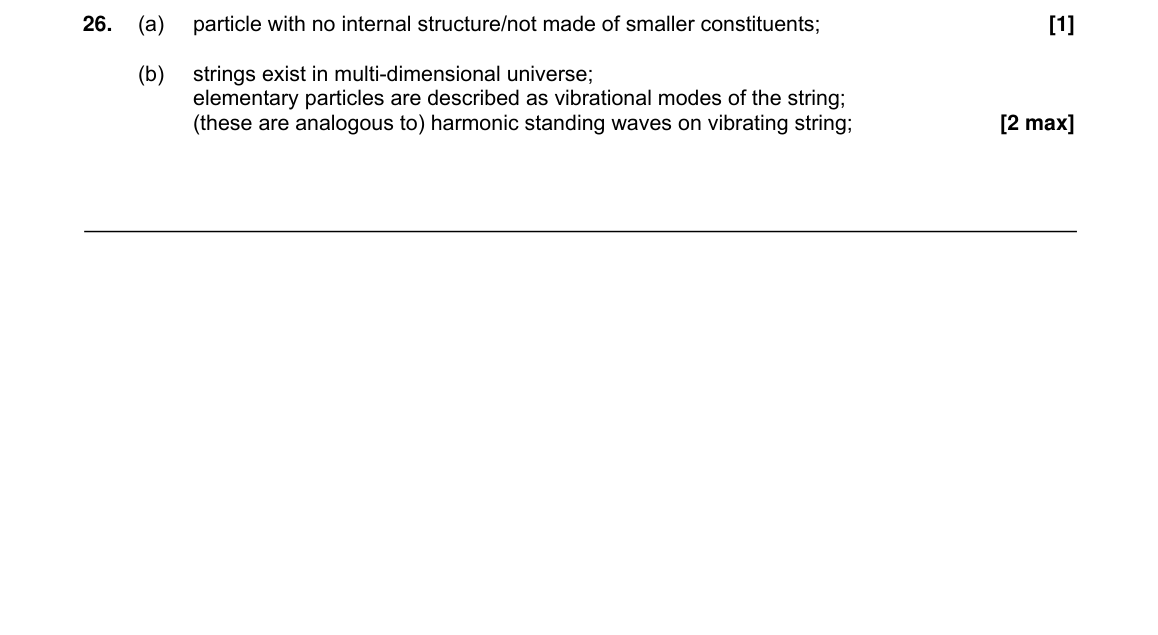 26. (a) particle with no internal structure/not made of smaller constituents; [1]
(b) strings exist in multi-dimensional universe;
elementary particles are described as vibrational modes of the string;
(these are analogous to) harmonic standing waves on vibrating string; [2 max]